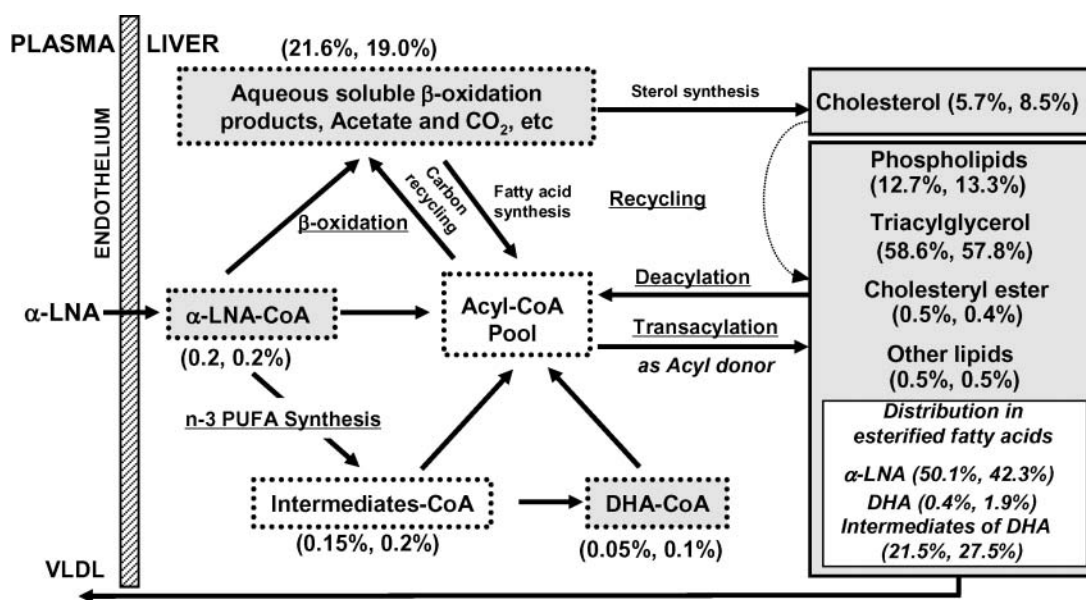 PLASMA
LIVER
ENDOTHELIUM
(21.6%, 19.0%)
Aqueous soluble β-oxidation
products, Acetate and CO₂, etc
Sterol synthesis
Cholesterol (5.7%, 8.5%)
Phospholipids
(12.7%, 13.3%)
Triacylglycerol
(58.6%, 57.8%)
Cholesteryl ester
(0.5%, 0.4%)
Other lipids
(0.5%, 0.5%)
Distribution in
esterified fatty acids
α-LNA (50.1%, 42.3%)
DHA (0.4%, 1.9%)
Intermediates of DHA
(21.5%, 27.5%)
β-oxidation
Carbon
recycling
Fatty acid
synthesis
Recycling
Deacylation
Transacylation
as Acyl donor
α-LNA
α-LNA-CoA
(0.2, 0.2%)
Acyl-CoA
Pool
n-3 PUFA Synthesis
Intermediates-CoA
(0.15%, 0.2%)
DHA-CoA
(0.05%, 0.1%)
VLDL